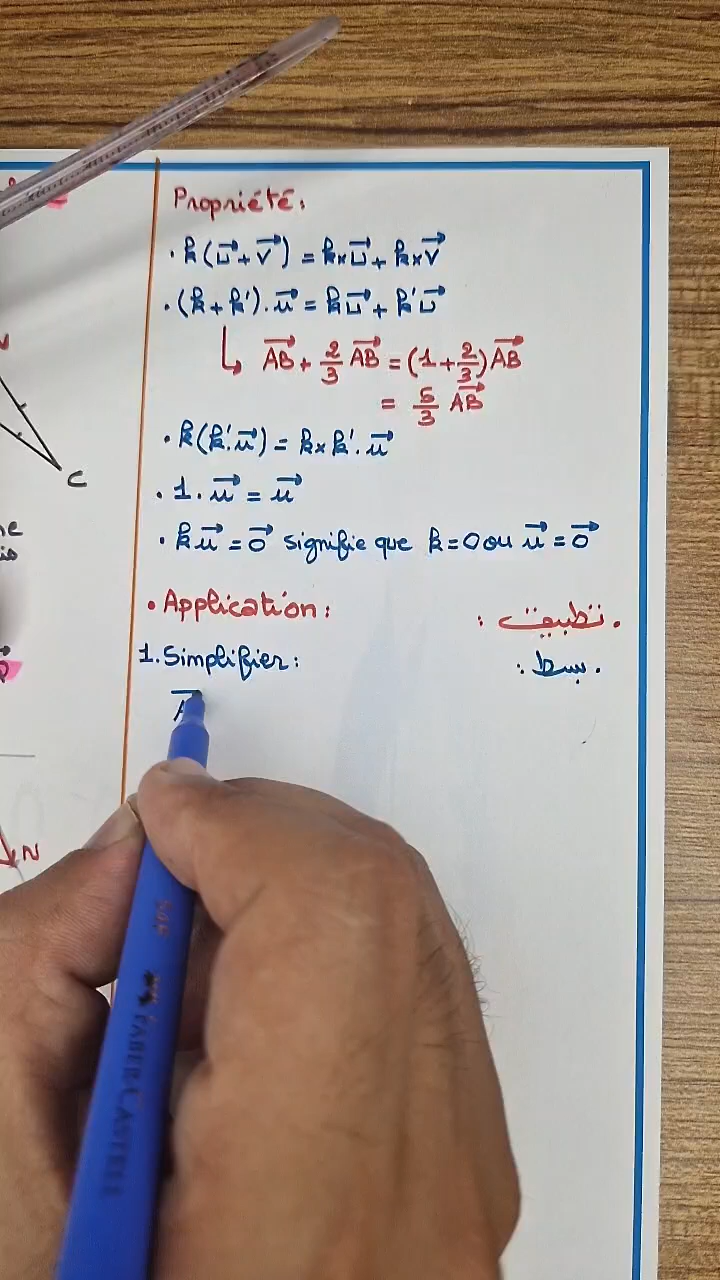 Propriété:
• k(u⃗ + v⃗) = k×u⃗ + k×v⃗
• (k + k').u⃗ = ku⃗ + k'u⃗
↳ AB⃗ + 2/3 AB⃗ = (1 + 2/3) AB⃗
= 5/3 AB⃗
• k(k'.u⃗) = k×k'.u⃗
• 1.u⃗ = u⃗
• ku⃗ = 0⃗ signifie que k = 0 ou u⃗ = 0⃗
• Application: • تطبيق :
1. Simplifier: • بسط :
A
C
N
FABER-CASTELL